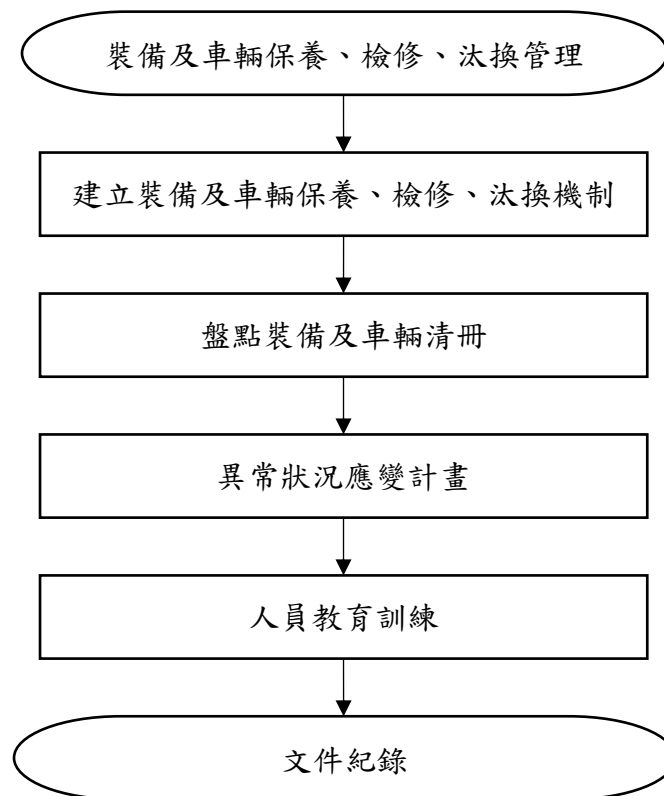 裝備及車輛保養、檢修、汰換管理
建立裝備及車輛保養、檢修、汰換機制
盤點裝備及車輛清冊
異常狀況應變計畫
人員教育訓練
文件紀錄